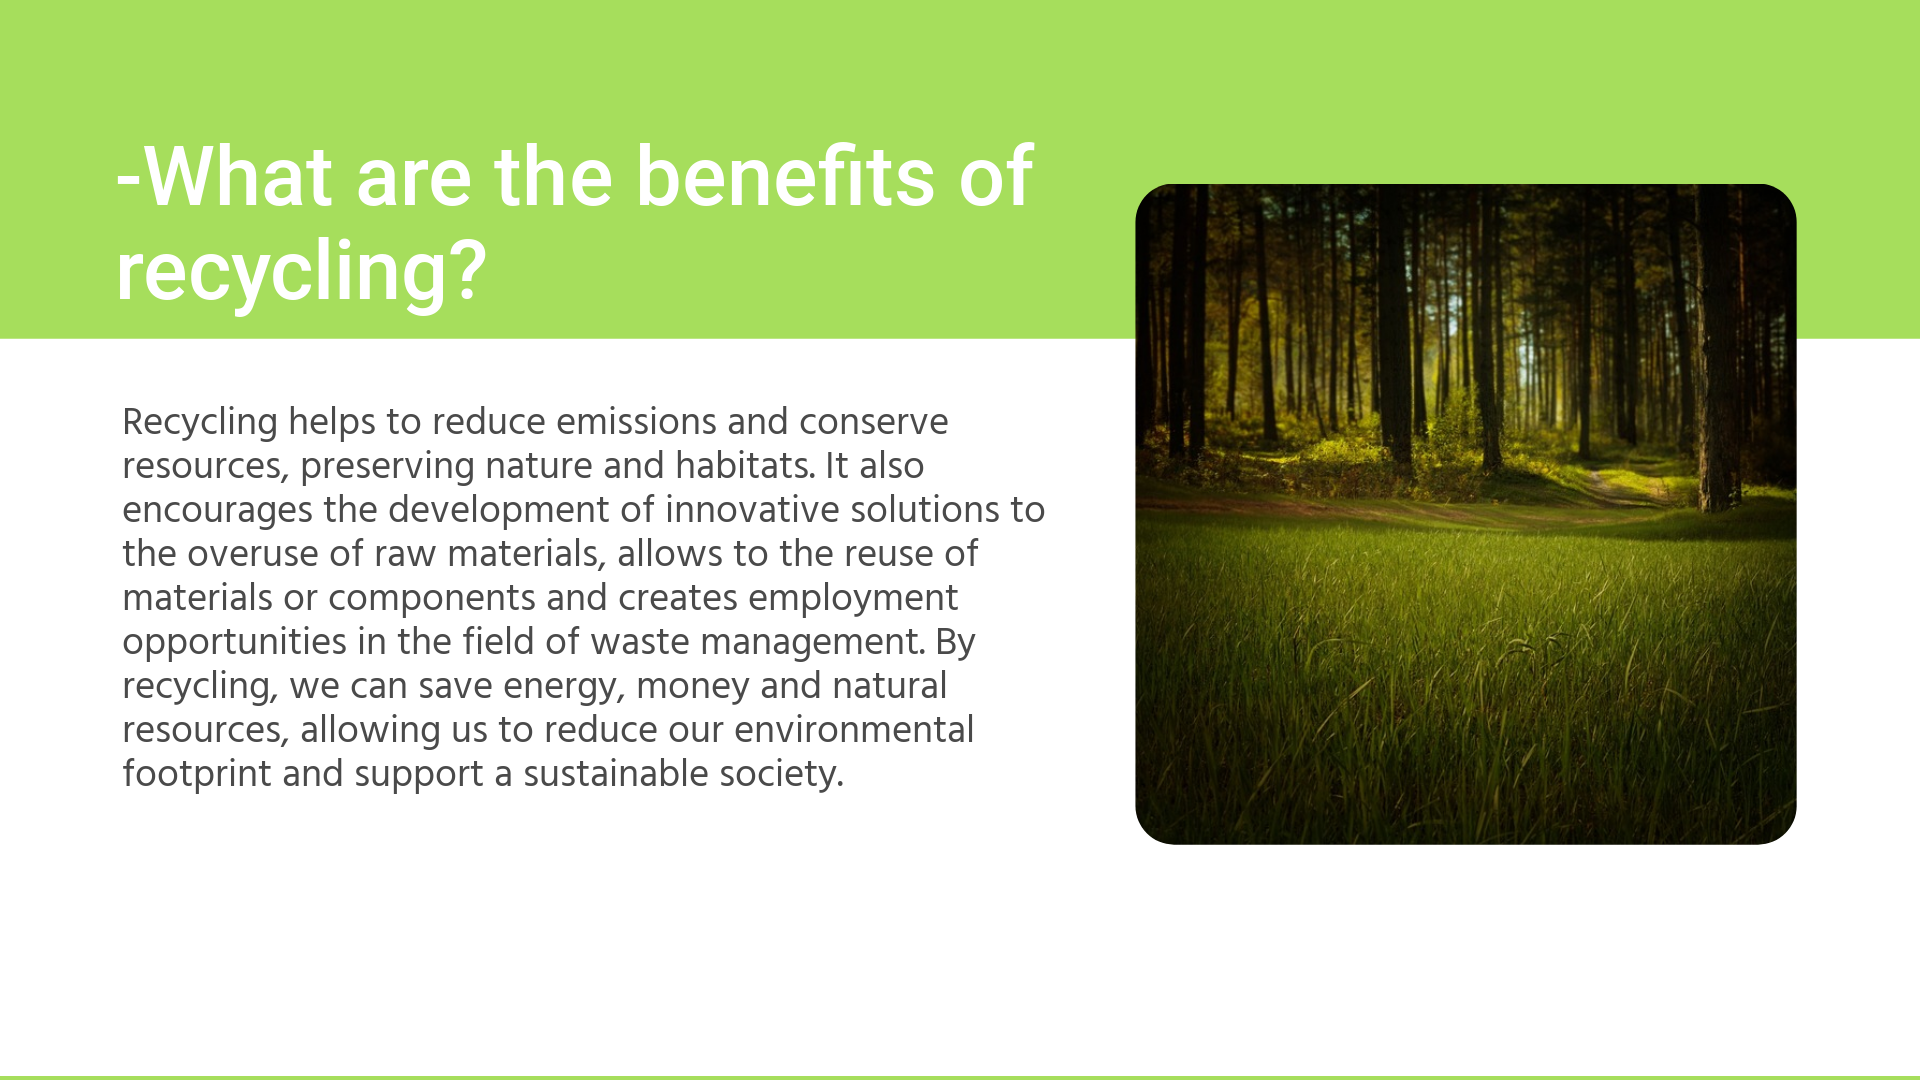 -What are the benefits of
recycling?
Recycling helps to reduce emissions and conserve
resources, preserving nature and habitats. It also
encourages the development of innovative solutions to
the overuse of raw materials, allows to the reuse of
materials or components and creates employment
opportunities in the field of waste management. By
recycling, we can save energy, money and natural
resources, allowing us to reduce our environmental
footprint and support a sustainable society.